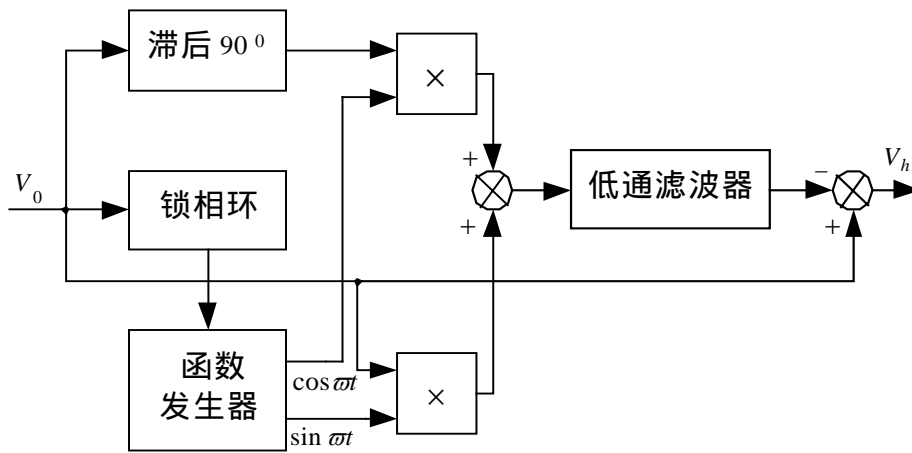 滞后 90⁰
×
V₀
锁相环
+
+
低通滤波器
−
+
Vₕ
函数
发生器
cos ϖt
sin ϖt
×